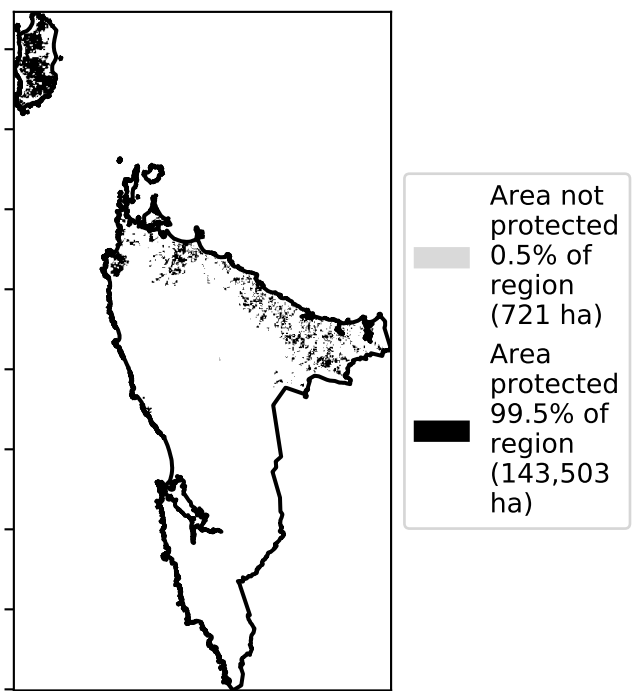 Area not
protected
0.5% of
region
(721 ha)
Area
protected
99.5% of
region
(143,503
ha)